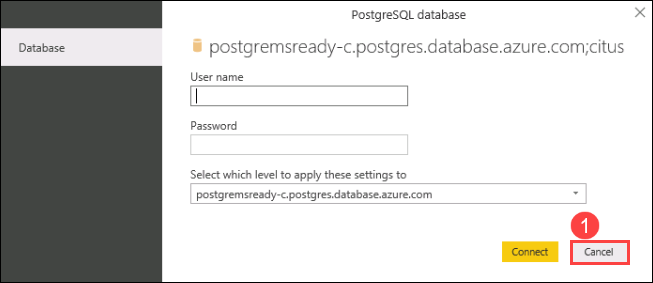 PostgreSQL database
Database
postgremsready-c.postgres.database.azure.com;citus
User name
Password
Select which level to apply these settings to
postgremsready-c.postgres.database.azure.com
1
Connect
Cancel